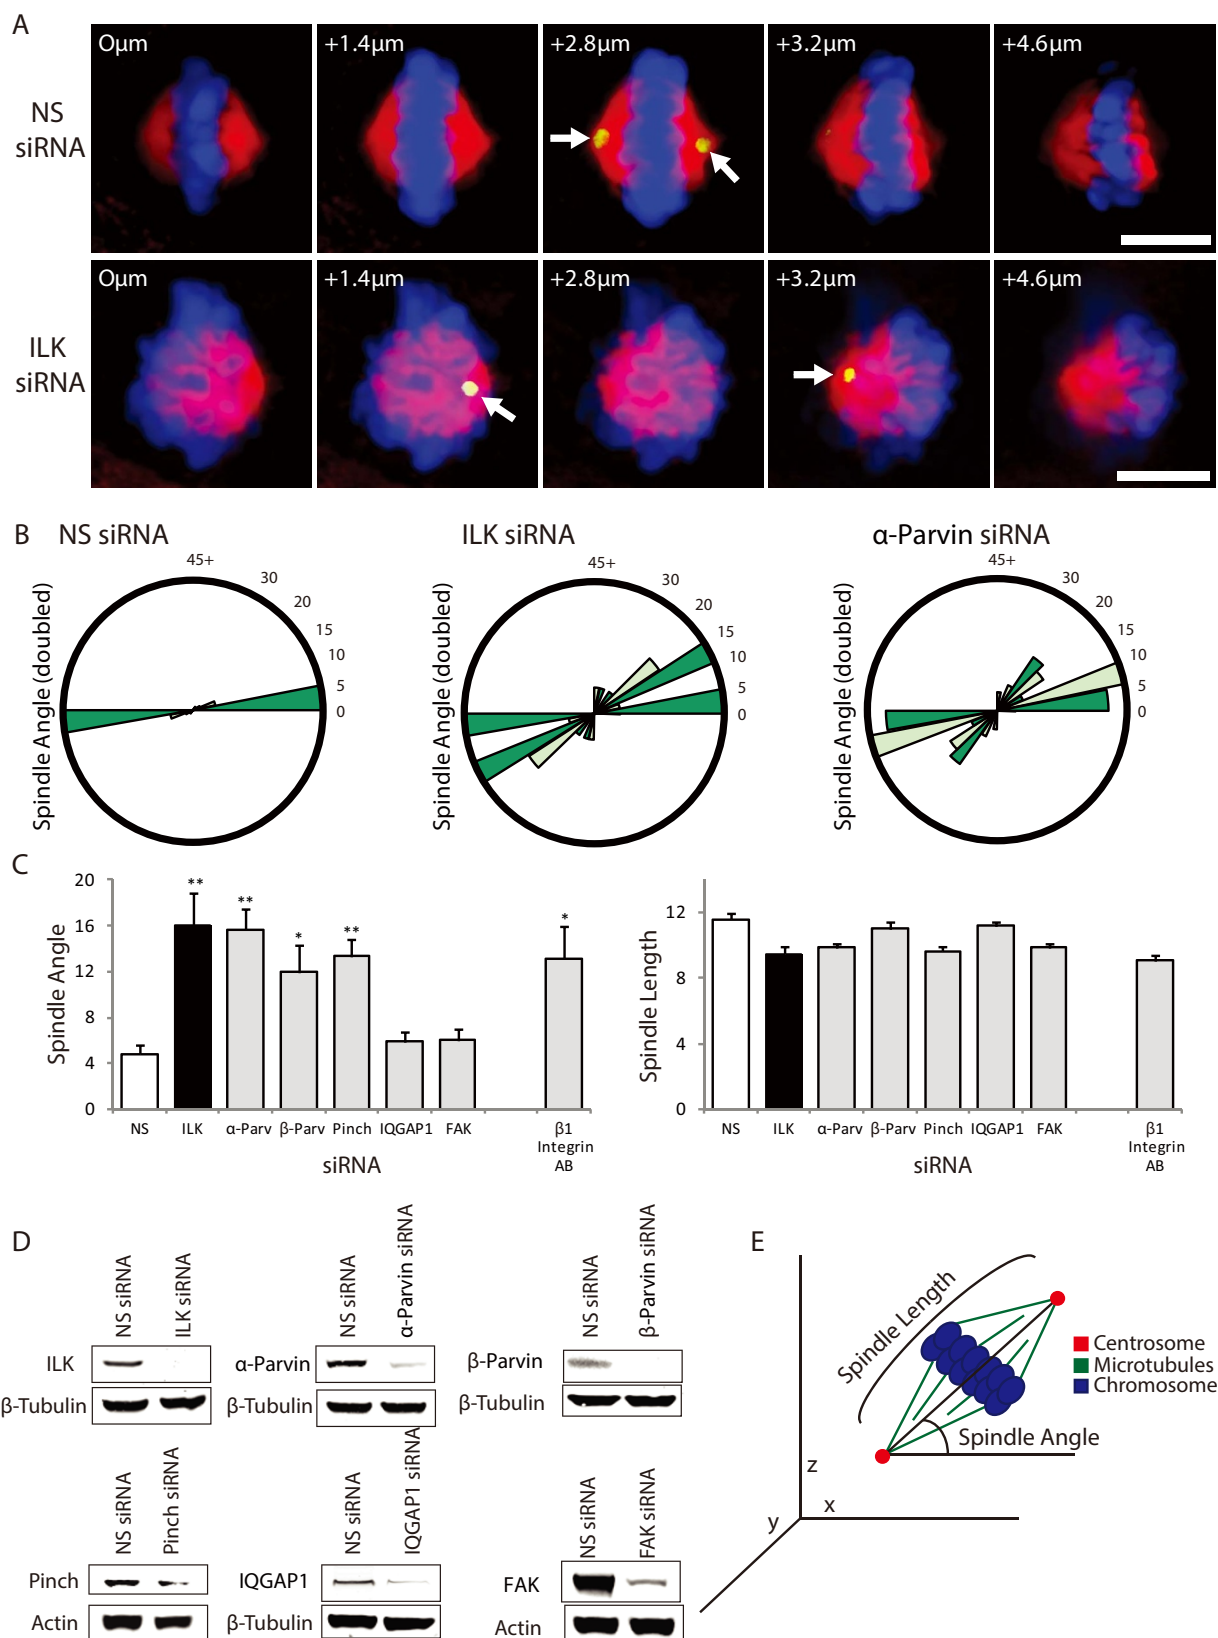 A
NS siRNA
0µm
+1.4µm
+2.8µm
+3.2µm
+4.6µm
ILK siRNA
0µm
+1.4µm
+2.8µm
+3.2µm
+4.6µm
B
NS siRNA
Spindle Angle (doubled)
45+
30
20
15
10
5
0
ILK siRNA
Spindle Angle (doubled)
45+
30
20
15
10
5
0
α-Parvin siRNA
Spindle Angle (doubled)
45+
30
20
15
10
5
0
C
Spindle Angle
20
16
12
8
4
0
**
**
*
**
*
NS
ILK
α-Parv
β-Parv
Pinch
IQGAP1
FAK
β1 Integrin AB
siRNA
Spindle Length
12
8
4
0
NS
ILK
α-Parv
β-Parv
Pinch
IQGAP1
FAK
β1 Integrin AB
siRNA
D
NS siRNA
ILK siRNA
ILK
β-Tubulin
NS siRNA
α-Parvin siRNA
α-Parvin
β-Tubulin
NS siRNA
β-Parvin siRNA
β-Parvin
β-Tubulin
NS siRNA
Pinch siRNA
Pinch
Actin
NS siRNA
IQGAP1 siRNA
IQGAP1
β-Tubulin
NS siRNA
FAK siRNA
FAK
Actin
E
Spindle Length
Centrosome
Microtubules
Chromosome
Spindle Angle
z
x
y